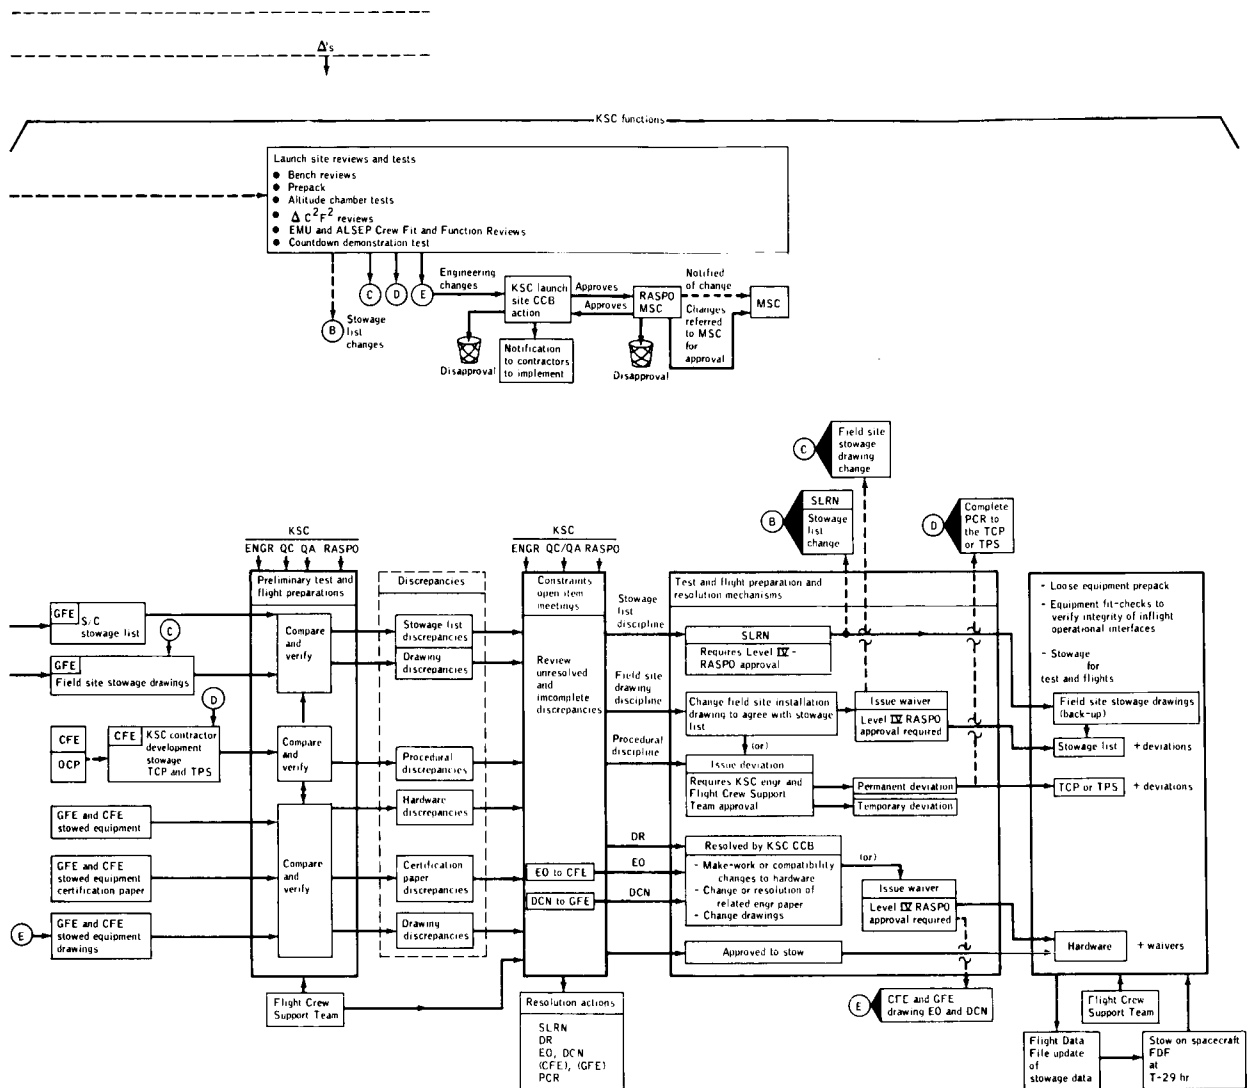 Δ's
KSC functions
Launch site reviews and tests
● Bench reviews
● Prepack
● Altitude chamber tests
● Δ C²F² reviews
● EMU and ALSEP Crew Fit and Function Reviews
● Countdown demonstration test
C
D
E
Engineering
changes
B
Stowage
list
changes
KSC launch
site CCB
action
Approves
Approves
RASPO
MSC
Notified
of change
MSC
Changes
referred
to MSC
for
approval
Disapproval
Notification
to contractors
to implement
Disapproval
C
Field site
stowage
drawing
change
B
SLRN
Stowage
list
change
D
Complete
PCR to
the TCP
or TPS
KSC
ENGR QC QA RASPO
Preliminary test and
flight preparations
Discrepancies
KSC
ENGR QC/QA RASPO
Constraints
open item
meetings
Test and flight preparation and
resolution mechanisms
GFE
S/C
stowage list
C
GFE
Field site stowage drawings
D
CFE
OCP
CFE
KSC contractor
development
stowage
TCP and TPS
GFE and CFE
stowed equipment
GFE and CFE
stowed equipment
certification paper
E
GFE and CFE
stowed equipment
drawings
Compare
and
verify
Compare
and
verify
Compare
and
verify
Stowage list
discrepancies
Drawing
discrepancies
Procedural
discrepancies
Hardware
discrepancies
Certification
paper
discrepancies
Drawing
discrepancies
Flight Crew
Support Team
Review
unresolved
and
incomplete
discrepancies
EO to CFE
DCN to GFE
Resolution actions
SLRN
DR
EO, DCN
(CFE), (GFE)
PCR
Stowage
list
discipline
Field site
drawing
discipline
Procedural
discipline
DR
EO
DCN
SLRN
Requires Level IV -
RASPO approval
Change field site installation
drawing to agree with stowage
list
(or)
Issue waiver
Level IV RASPO
approval required
Issue deviation
Requires KSC engr and
Flight Crew Support
Team approval
Permanent deviation
Temporary deviation
Resolved by KSC CCB
- Make-work or compatibility
changes to hardware
- Change or resolution of
related engr paper
- Change drawings
(or)
Issue waiver
Level IV RASPO
approval required
Approved to stow
E
CFE and GFE
drawing EO and DCN
- Loose equipment
prepack
- Equipment fit-checks to
verify integrity of inflight
operational interfaces
- Stowage
for
test and flights
Field site stowage drawings
(back-up)
Stowage list + deviations
TCP or TPS + deviations
Hardware + waivers
Flight Crew
Support Team
Flight Data
File update
of
stowage data
Stow on spacecraft
FDF
at
T-29 hr